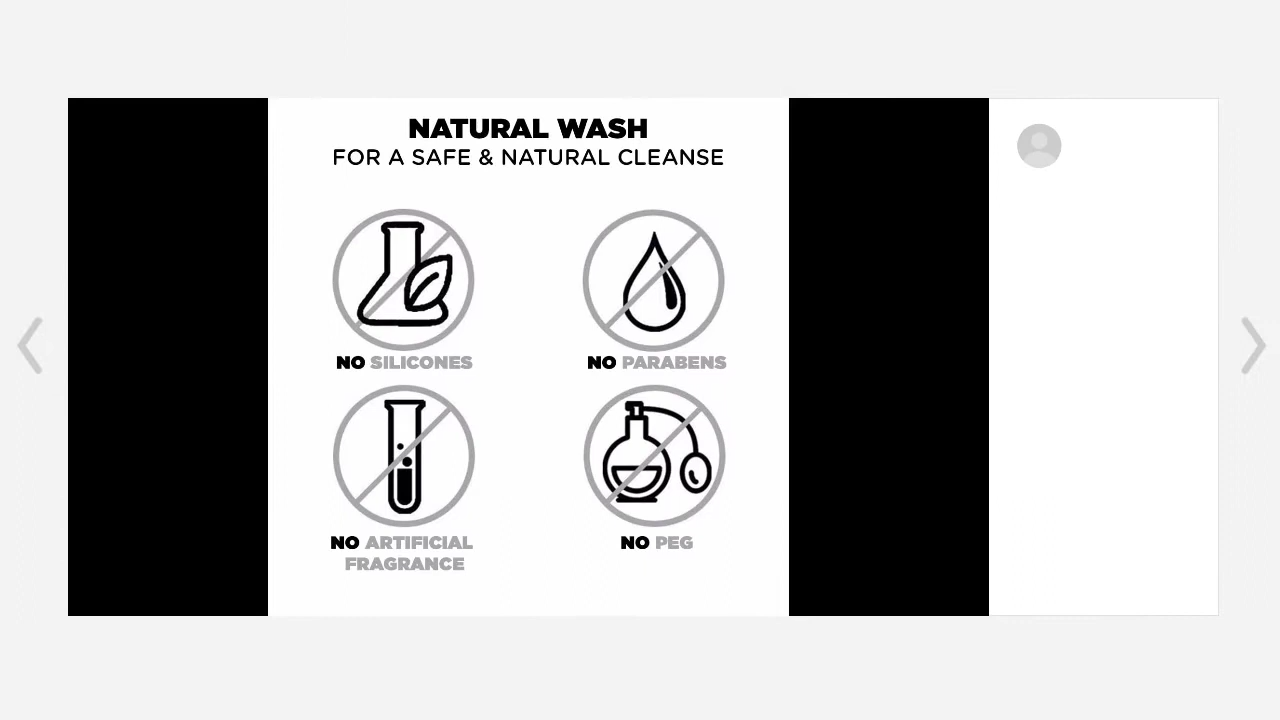 NATURAL WASH
FOR A SAFE & NATURAL CLEANSE
NO SILICONES
NO PARABENS
NO ARTIFICIAL
FRAGRANCE
NO PEG